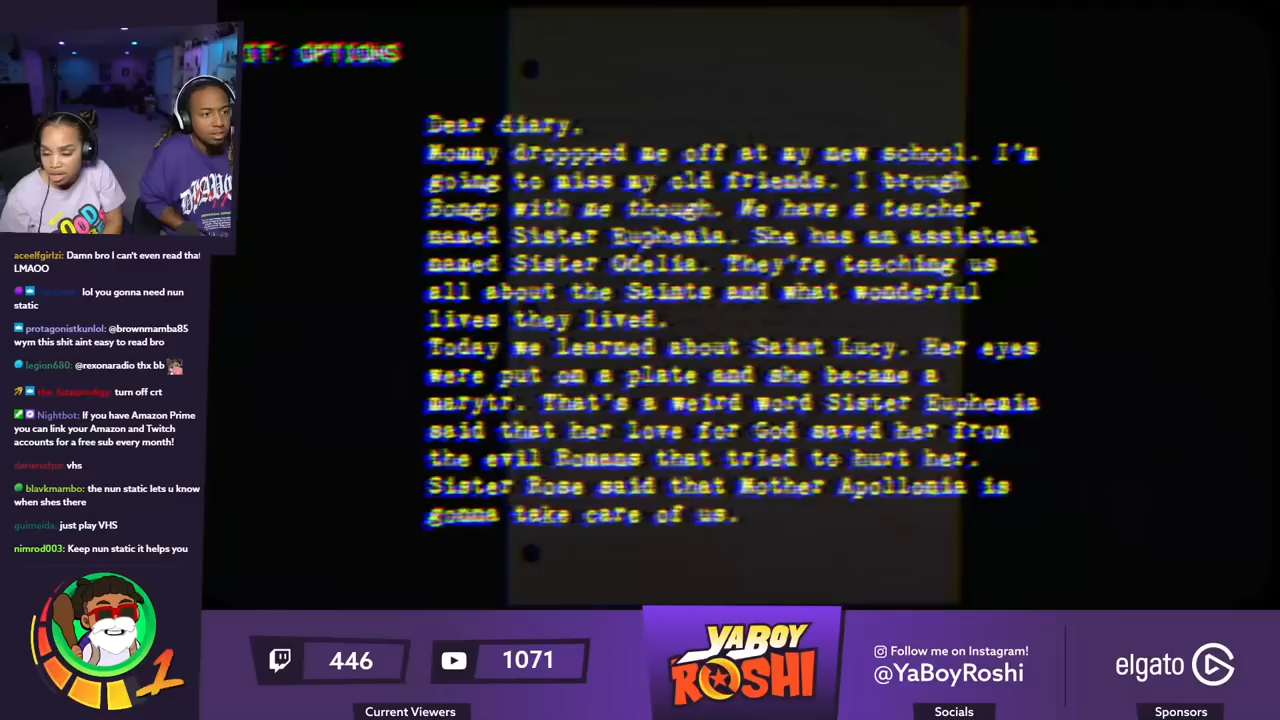 IT: OPTIONS
Dear diary.
Mommy droppped me off at my new school. I'm
going to miss my old friends. I brough
Bongo with me though. We have a teacher
named Sister Euphemia. She has an assistant
named Sister Odelia. They're teaching us
all about the Saints and what wonderful
lives they lived.
Today we learned about Saint Lucy. Her eyes
were put on a plate and she became a
marytr. That's a weird word Sister Euphemia
said that her love for God saved her from
the evil Romans that tried to hurt her.
Sister Rose said that Mother Apollonia is
gonna take care of us.
aceelfgirlzi: Damn bro I can't even read that
LMAOO
lol you gonna need nun
static
protagonistkunlol: @brownmamba85
wym this shit aint easy to read bro
legion680: @rexonaradio thx bb
turn off crt
Nightbot: If you have Amazon Prime
you can link your Amazon and Twitch
accounts for a free sub every month!
vhs
blavkmambo: the nun static lets u know
when shes there
guimeida: just play VHS
nimrod003: Keep nun static it helps you
1
446
1071
Current Viewers
YABOY
ROSHI
Follow me on Instagram!
@YaBoyRoshi
Socials
elgato
Sponsors